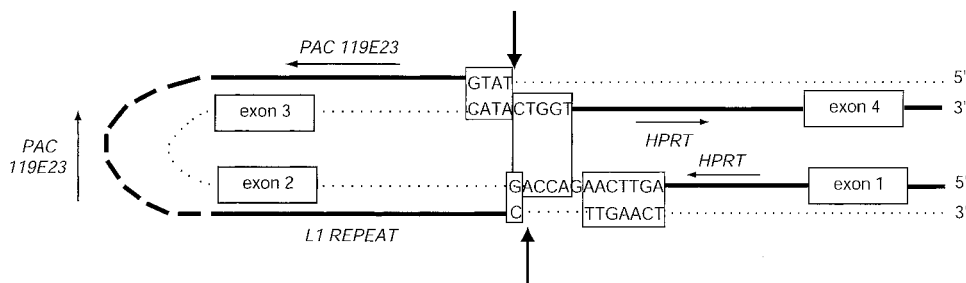 PAC 119E23
GTAT
5'
exon 3
CATACTGGT
exon 4
3'
PAC
119E23
HPRT
HPRT
exon 2
GACCAGAACTTGA
exon 1
5'
C
TTGAACT
3'
L1 REPEAT